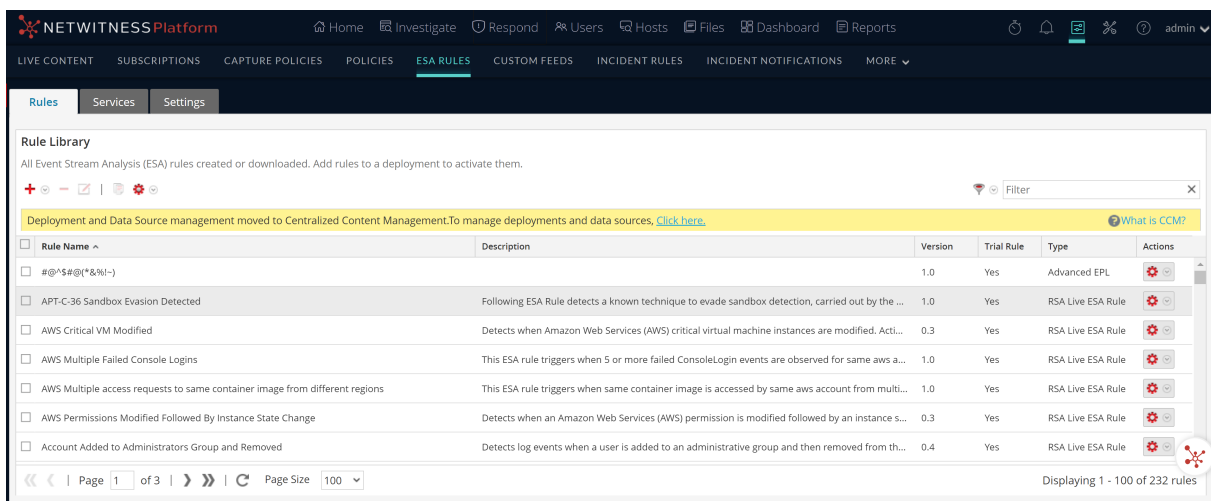 NETWITNESS Platform
Home Investigate Respond Users Hosts Files Dashboard Reports admin
LIVE CONTENT SUBSCRIPTIONS CAPTURE POLICIES POLICIES ESA RULES CUSTOM FEEDS INCIDENT RULES INCIDENT NOTIFICATIONS MORE
Rules Services Settings
Rule Library
All Event Stream Analysis (ESA) rules created or downloaded. Add rules to a deployment to activate them.
Filter
Deployment and Data Source management moved to Centralized Content Management.To manage deployments and data sources, Click here. What is CCM?
Rule Name Description Version Trial Rule Type Actions
#@^$#@(*&%!~) 1.0 Yes Advanced EPL
APT-C-36 Sandbox Evasion Detected Following ESA Rule detects a known technique to evade sandbox detection, carried out by the ... 1.0 Yes RSA Live ESA Rule
AWS Critical VM Modified Detects when Amazon Web Services (AWS) critical virtual machine instances are modified. Acti... 0.3 Yes RSA Live ESA Rule
AWS Multiple Failed Console Logins This ESA rule triggers when 5 or more failed ConsoleLogin events are observed for same aws a... 1.0 Yes RSA Live ESA Rule
AWS Multiple access requests to same container image from different regions This ESA rule triggers when same container image is accessed by same aws account from multi... 1.0 Yes RSA Live ESA Rule
AWS Permissions Modified Followed By Instance State Change Detects when an Amazon Web Services (AWS) permission is modified followed by an instance s... 0.3 Yes RSA Live ESA Rule
Account Added to Administrators Group and Removed Detects log events when a user is added to an administrative group and then removed from th... 0.4 Yes RSA Live ESA Rule
Page 1 of 3 Page Size 100 Displaying 1 - 100 of 232 rules